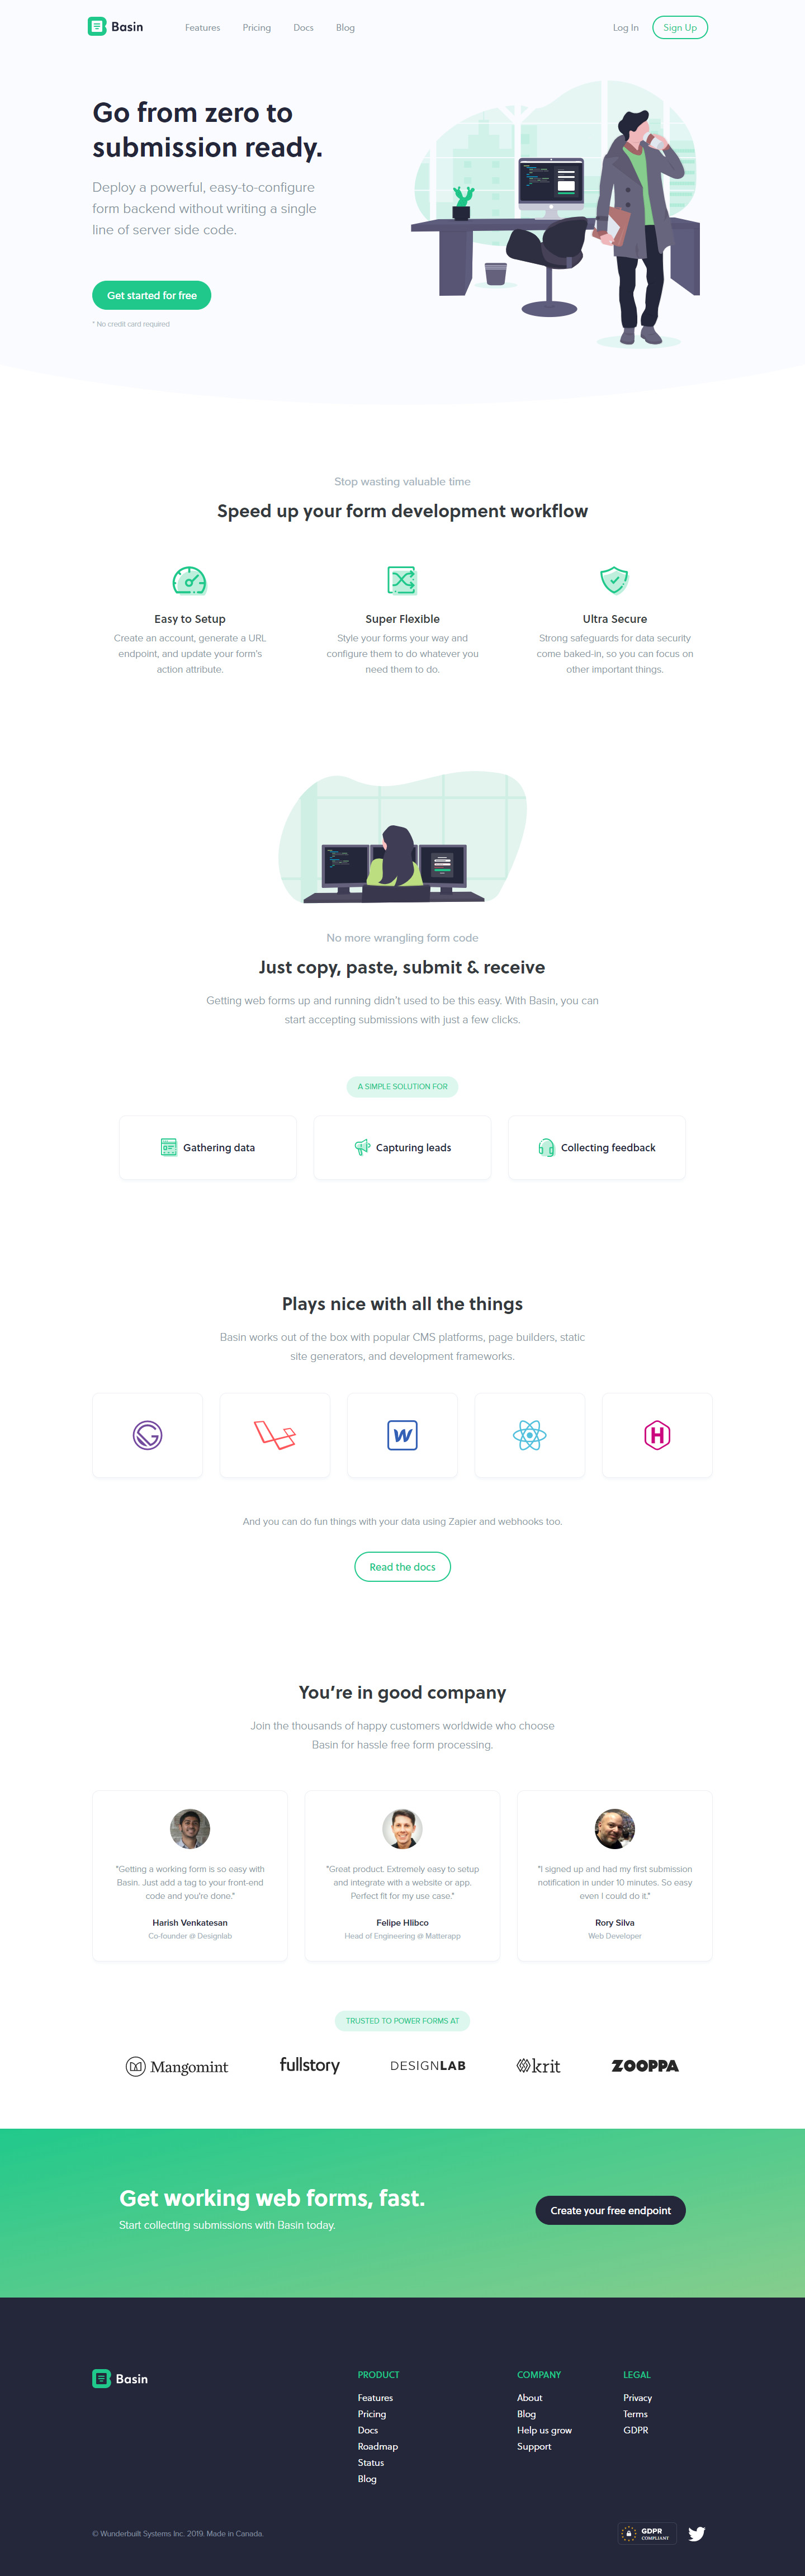 Basin
Features
Pricing
Docs
Blog
Log In
Sign Up
Go from zero to
submission ready.
Deploy a powerful, easy-to-configure
form backend without writing a single
line of server side code.
Get started for free
* No credit card required
Stop wasting valuable time
Speed up your form development workflow
Easy to Setup
Create an account, generate a URL
endpoint, and update your form's
action attribute.
Super Flexible
Style your forms your way and
configure them to do whatever you
need them to do.
Ultra Secure
Strong safeguards for data security
come baked-in, so you can focus on
other important things.
No more wrangling form code
Just copy, paste, submit & receive
Getting web forms up and running didn't used to be this easy. With Basin, you can
start accepting submissions with just a few clicks.
A SIMPLE SOLUTION FOR
Gathering data
Capturing leads
Collecting feedback
Plays nice with all the things
Basin works out of the box with popular CMS platforms, page builders, static
site generators, and development frameworks.
W
H
And you can do fun things with your data using Zapier and webhooks too.
Read the docs
You're in good company
Join the thousands of happy customers worldwide who choose
Basin for hassle free form processing.
"Getting a working form is so easy with
Basin. Just add a tag to your front-end
code and you're done."
Harish Venkatesan
Co-founder @ Designlab
"Great product. Extremely easy to setup
and integrate with a website or app.
Perfect fit for my use case."
Felipe Hlibco
Head of Engineering @ Matterapp
"I signed up and had my first submission
notification in under 10 minutes. So easy
even I could do it."
Rory Silva
Web Developer
TRUSTED TO POWER FORMS AT
Mangomint
fullstory
DESIGNLAB
krit
ZOOPPA
Get working web forms, fast.
Start collecting submissions with Basin today.
Create your free endpoint
Basin
PRODUCT
Features
Pricing
Docs
Roadmap
Status
Blog
COMPANY
About
Blog
Help us grow
Support
LEGAL
Privacy
Terms
GDPR
© Wunderbuilt Systems Inc. 2019. Made in Canada.
GDPR
COMPLIANT